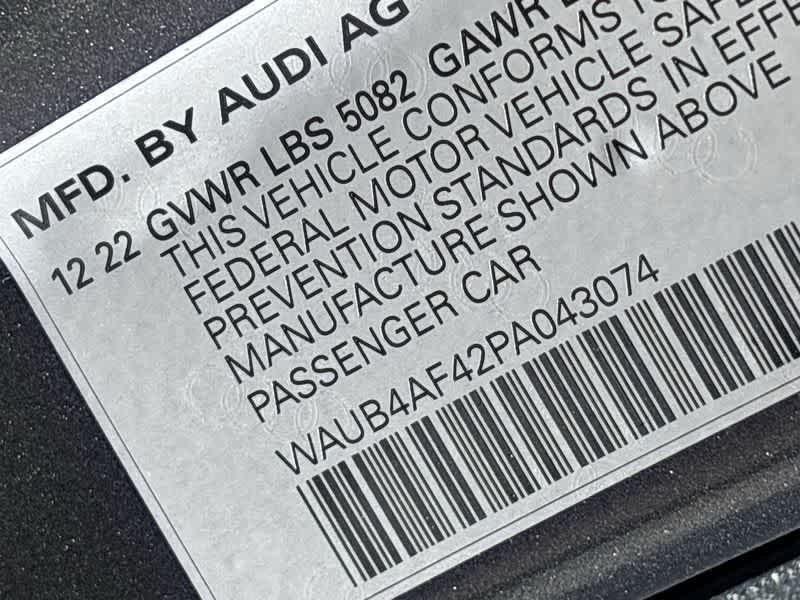 MFD. BY AUDI AG
12 22 GVWR LBS 5082 GAWR
THIS VEHICLE CONFORMS
FEDERAL MOTOR VEHICLE
PREVENTION STANDARDS IN
MANUFACTURE SHOWN ABOVE
PASSENGER CAR
WAUB4AF42PA043074